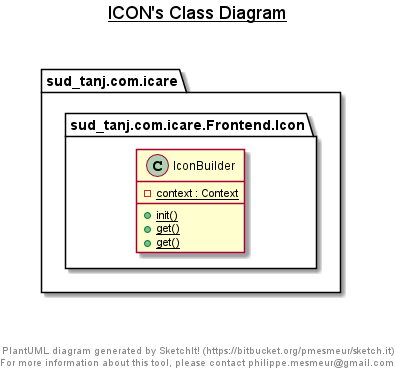 ICON's Class Diagram
sud_tanj.com.icare
sud_tanj.com.icare.Frontend.Icon
C IconBuilder
context : Context
init()
get()
get()
PlantUML diagram generated by SketchIt! (https://bitbucket.org/pmesmeur/sketch.it)
For more information about this tool, please contact philippe.mesmeur@gmail.com